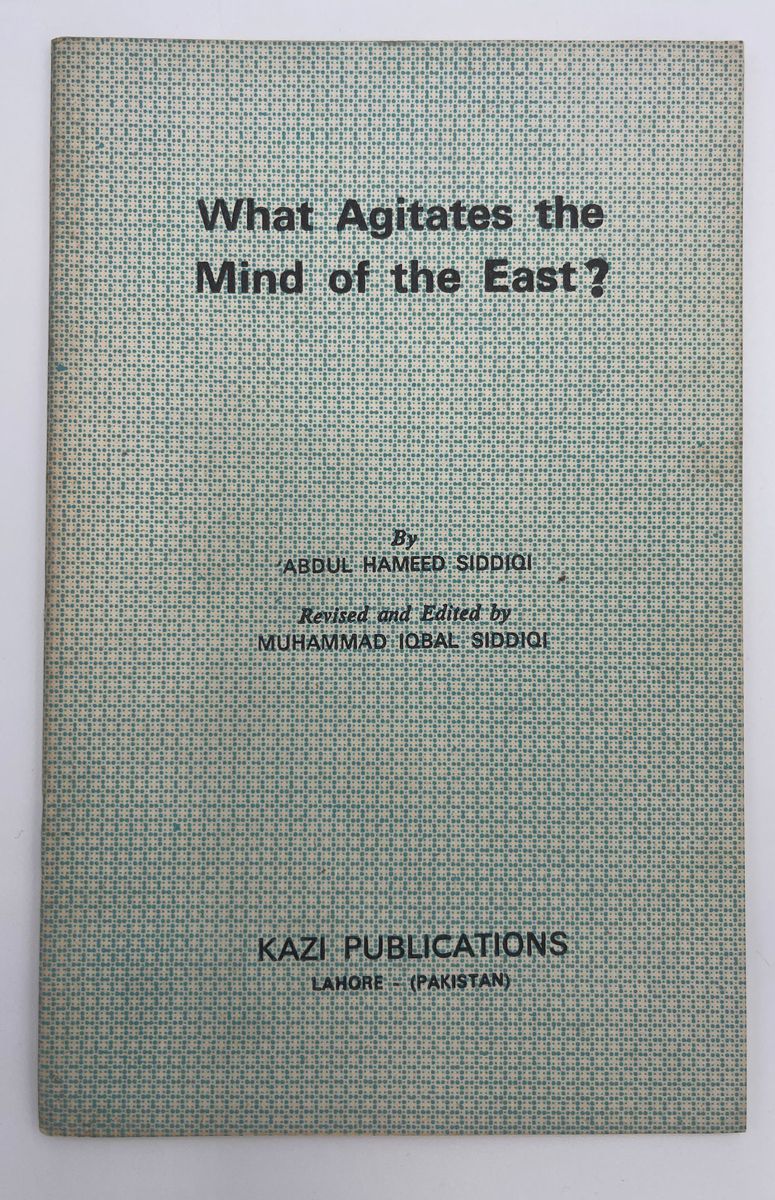 What Agitates the
Mind of the East?
By
'ABDUL HAMEED SIDDIQI
Revised and Edited by
MUHAMMAD IQBAL SIDDIQI
KAZI PUBLICATIONS
LAHORE - (PAKISTAN)